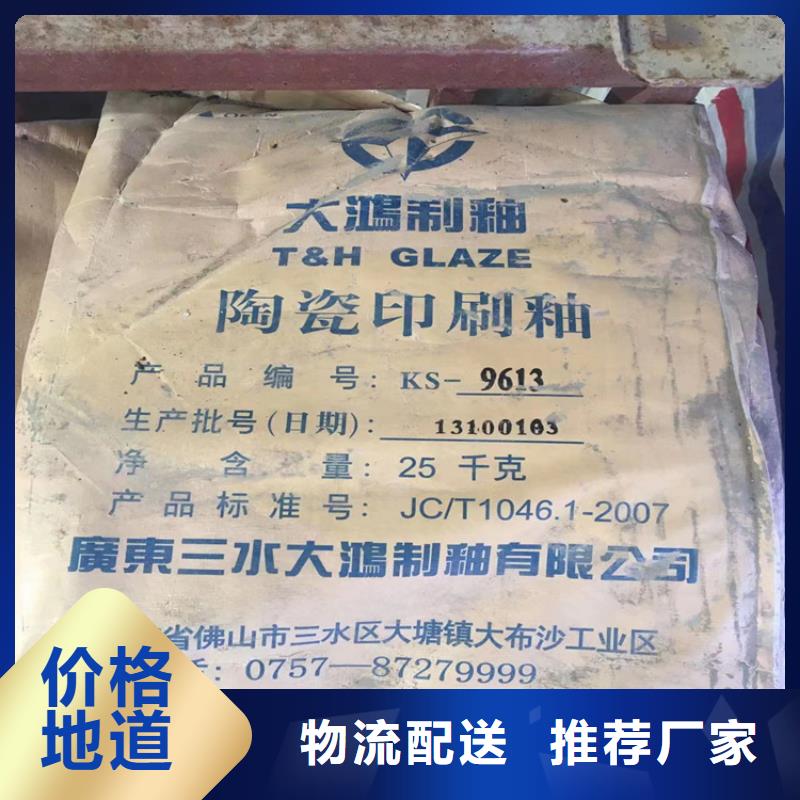 OPEN
大鴻制釉
T&H GLAZE
陶瓷印刷釉
产品编号: KS-9613
生产批号(日期): 13100103
净含量: 25 千克
产品标准号: JC/T1046.1-2007
廣東三水大鴻制釉有限公司
省佛山市三水区大塘镇大布沙工业区
: 0757—87279999
价格
地道
物流配送 推荐厂家